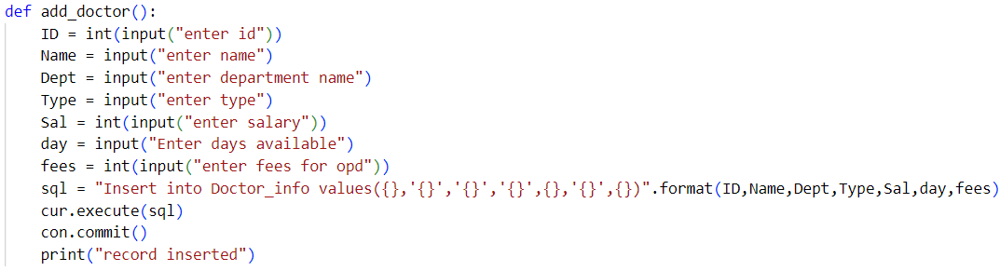 def add_doctor():
    ID = int(input("enter id"))
    Name = input("enter name")
    Dept = input("enter department name")
    Type = input("enter type")
    Sal = int(input("enter salary"))
    day = input("Enter days available")
    fees = int(input("enter fees for opd"))
    sql = "Insert into Doctor_info values({},'{}','{}','{}',{},'{}',{})".format(ID,Name,Dept,Type,Sal,day,fees)
    cur.execute(sql)
    con.commit()
    print("record inserted")